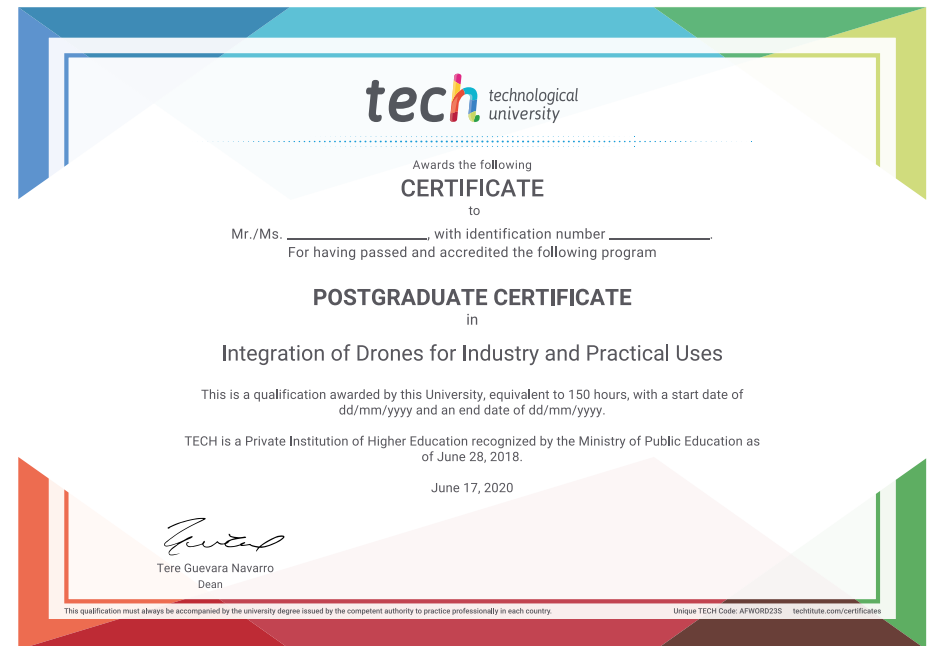 tech technological
university
Awards the following
CERTIFICATE
to
Mr./Ms. ____________________, with identification number ______________.
For having passed and accredited the following program
POSTGRADUATE CERTIFICATE
in
Integration of Drones for Industry and Practical Uses
This is a qualification awarded by this University, equivalent to 150 hours, with a start date of
dd/mm/yyyy and an end date of dd/mm/yyyy.
TECH is a Private Institution of Higher Education recognized by the Ministry of Public Education as
of June 28, 2018.
June 17, 2020
Tere Guevara Navarro
Dean
This qualification must always be accompanied by the university degree issued by the competent authority to practice professionally in each country.
Unique TECH Code: AFWORD23S techtitute.com/certificates